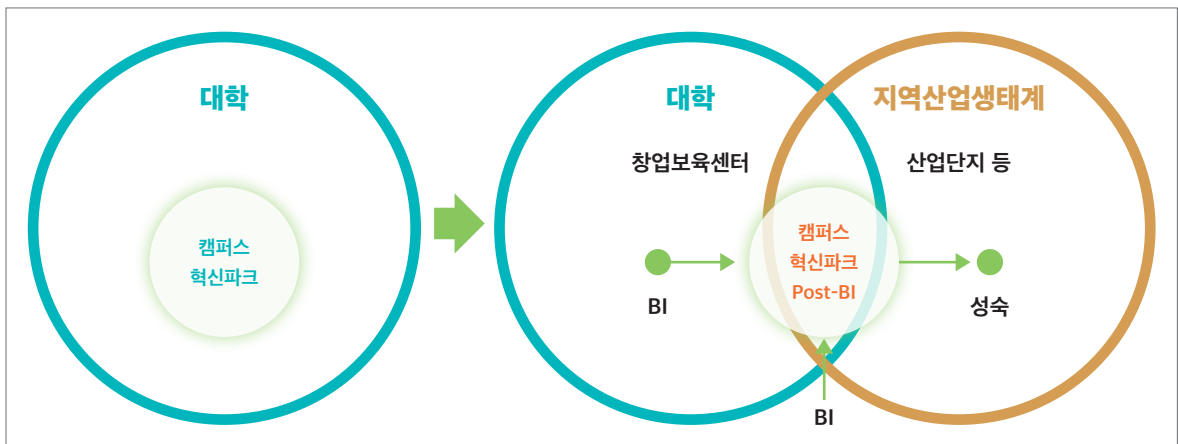 대학
캠퍼스
혁신파크
대학
창업보육센터
BI
지역산업생태계
산업단지 등
캠퍼스
혁신파크
Post-BI
성숙
BI